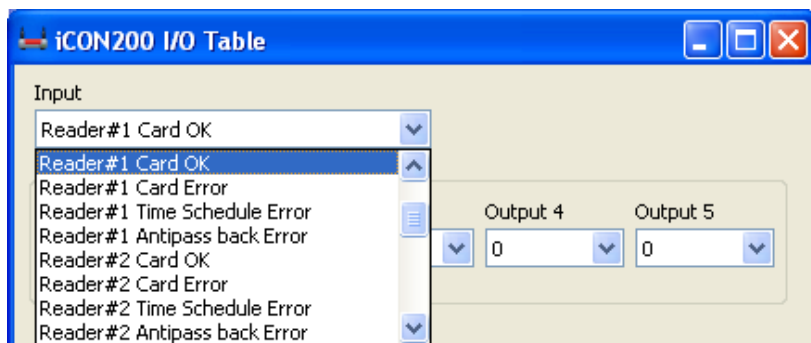 iCON200 I/O Table
Input
Reader#1 Card OK
Reader#1 Card OK
Reader#1 Card Error
Reader#1 Time Schedule Error
Reader#1 Antipass back Error
Reader#2 Card OK
Reader#2 Card Error
Reader#2 Time Schedule Error
Reader#2 Antipass back Error
Output 4 Output 5
0 0